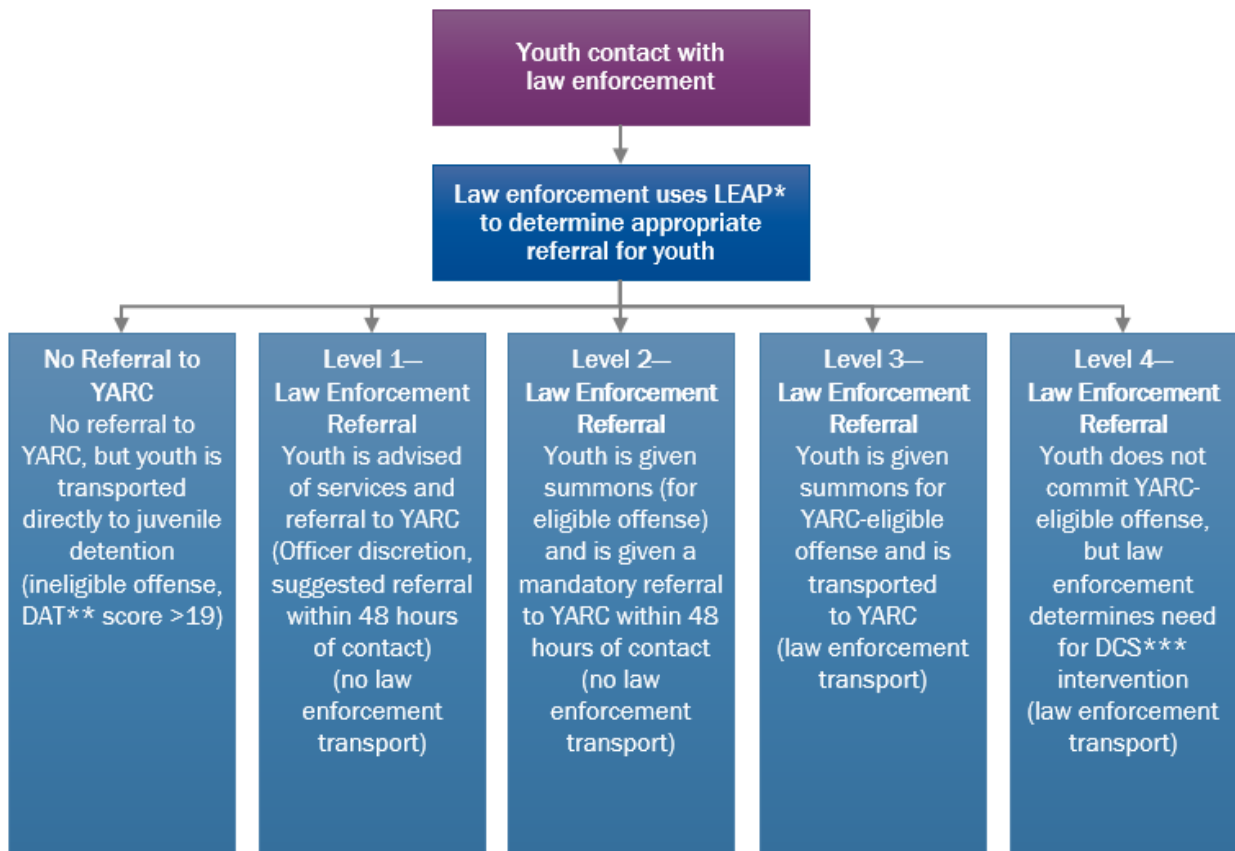 Youth contact with
law enforcement
Law enforcement uses LEAP*
to determine appropriate
referral for youth
No Referral to
YARC
No referral to
YARC, but youth is
transported
directly to juvenile
detention
(ineligible offense,
DAT** score >19)
Level 1—
Law Enforcement
Referral
Youth is advised
of services and
referral to YARC
(Officer discretion,
suggested referral
within 48 hours
of contact)
(no law
enforcement
transport)
Level 2—
Law Enforcement
Referral
Youth is given
summons (for
eligible offense)
and is given a
mandatory referral
to YARC within 48
hours of contact
(no law
enforcement
transport)
Level 3—
Law Enforcement
Referral
Youth is given
summons for
YARC-eligible
offense and is
transported
to YARC
(law enforcement
transport)
Level 4—
Law Enforcement
Referral
Youth does not
commit YARC-
eligible offense,
but law
enforcement
determines need
for DCS***
intervention
(law enforcement
transport)